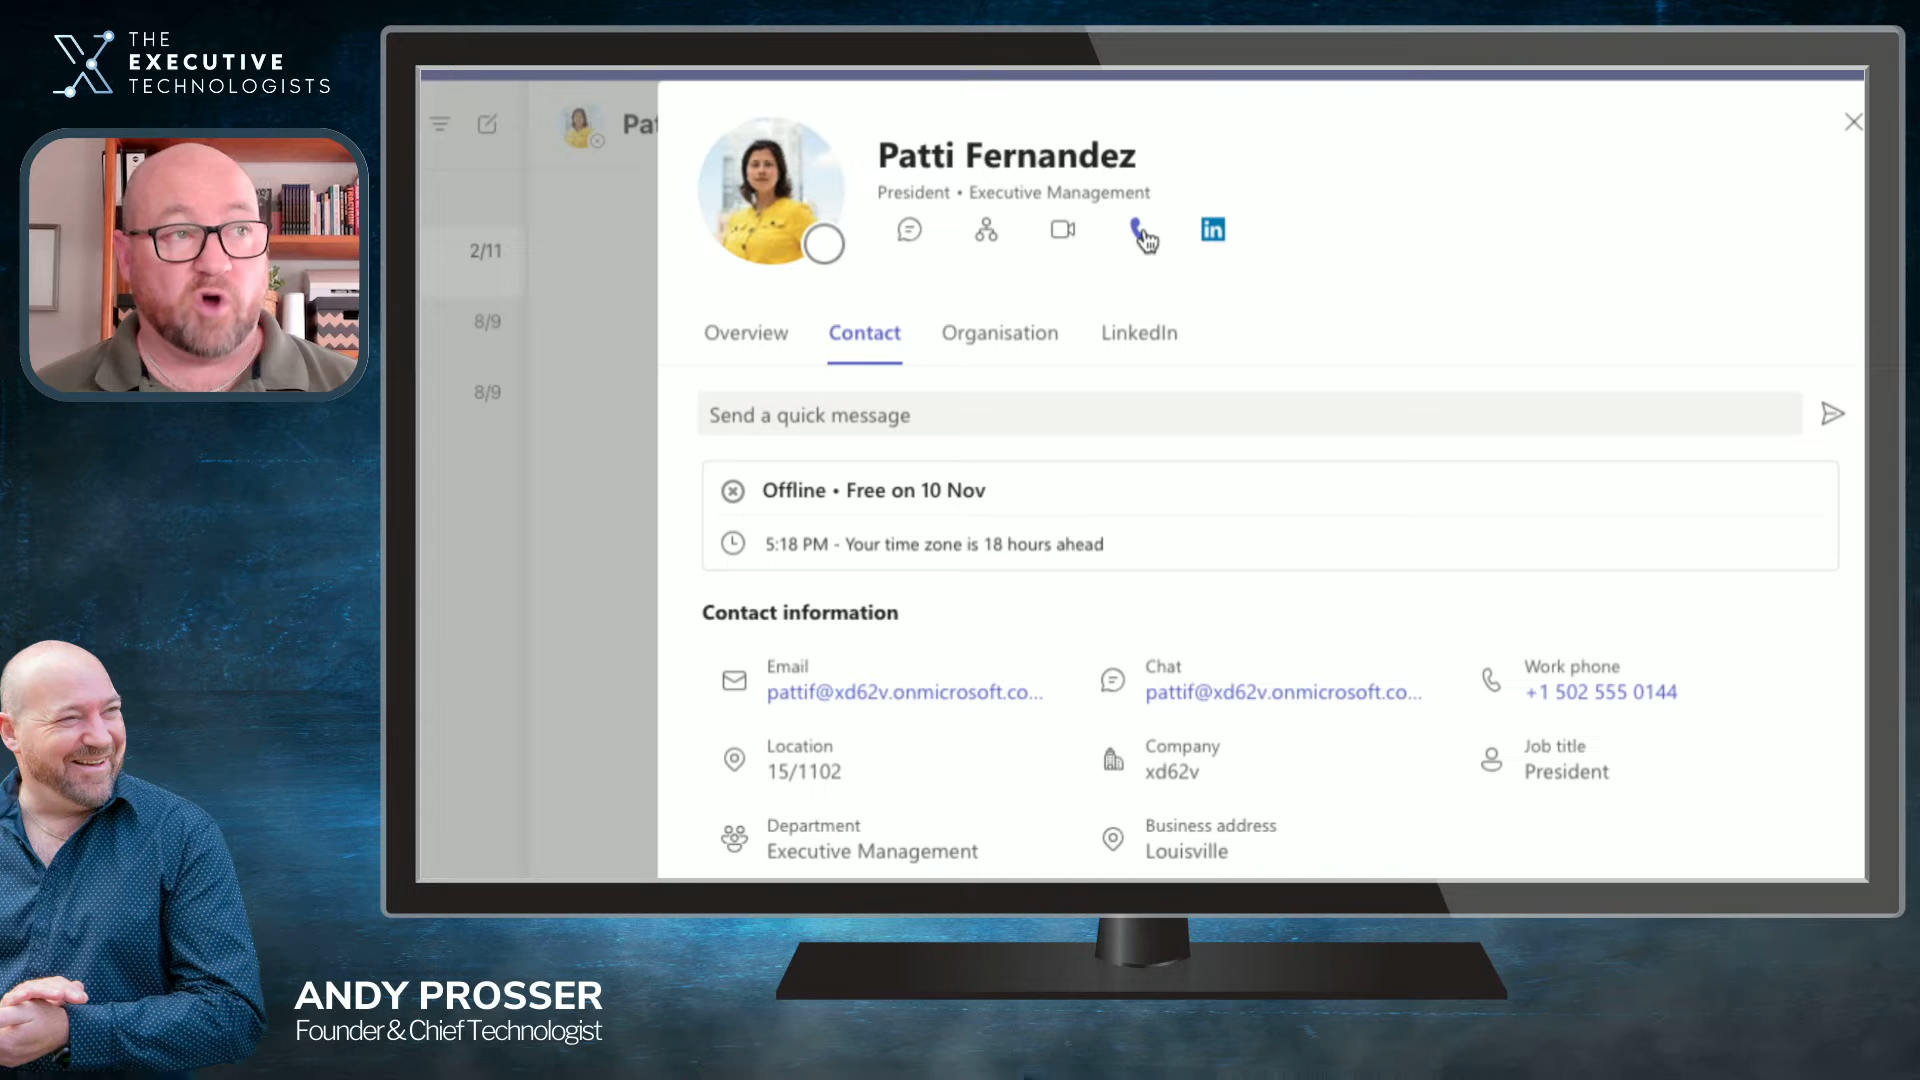 THE
EXECUTIVE
TECHNOLOGISTS
2/11
8/9
8/9
Pat
Patti Fernandez
President • Executive Management
in
Overview
Contact
Organisation
LinkedIn
Send a quick message
Offline • Free on 10 Nov
5:18 PM - Your time zone is 18 hours ahead
Contact information
Email
pattif@xd62v.onmicrosoft.co...
Chat
pattif@xd62v.onmicrosoft.co...
Work phone
+1 502 555 0144
Location
15/1102
Company
xd62v
Job title
President
Department
Executive Management
Business address
Louisville
ANDY PROSSER
Founder & Chief Technologist